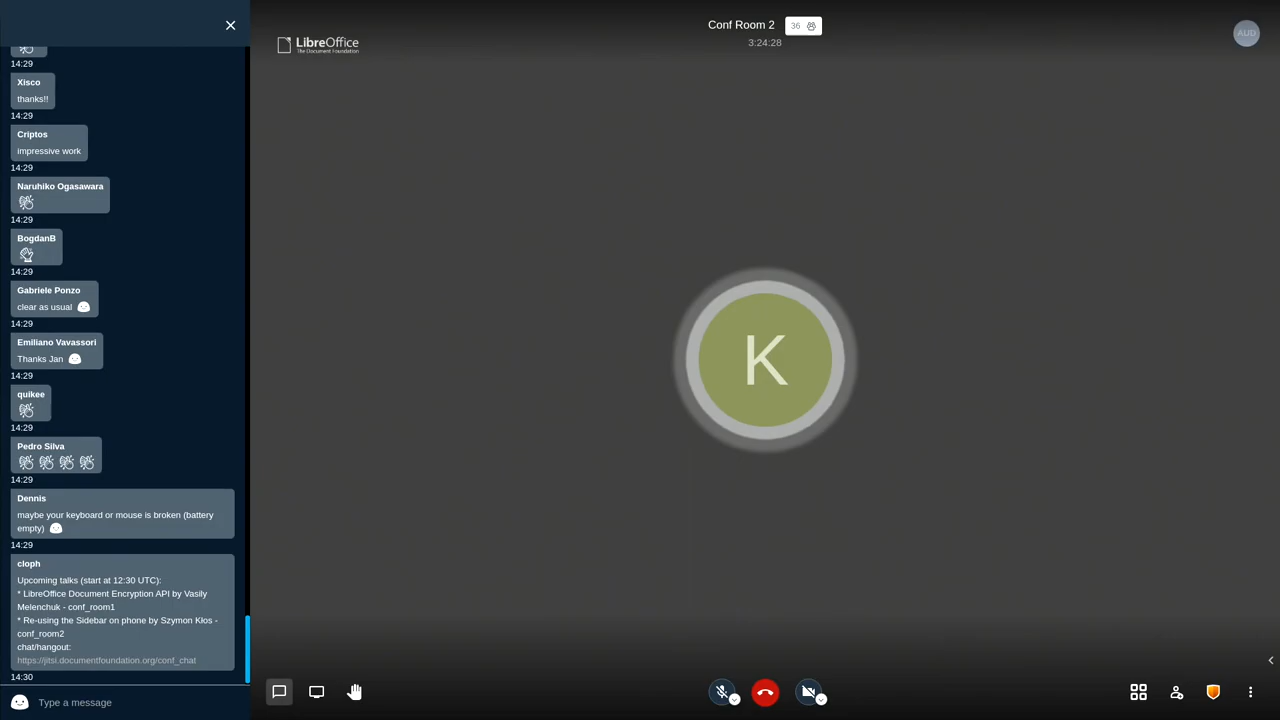 14:29
Xisco
thanks!!
14:29
Criptos
impressive work
14:29
Naruhiko Ogasawara
14:29
BogdanB
14:29
Gabriele Ponzo
clear as usual
14:29
Emiliano Vavassori
Thanks Jan
14:29
quikee
14:29
Pedro Silva
14:29
Dennis
maybe your keyboard or mouse is broken (battery
empty)
14:29
cloph
Upcoming talks (start at 12:30 UTC):
* LibreOffice Document Encryption API by Vasily
Melenchuk - conf_room1
* Re-using the Sidebar on phone by Szymon Kłos -
conf_room2
chat/hangout:
https://jitsi.documentfoundation.org/conf_chat
14:30
Type a message
LibreOffice
The Document Foundation
Conf Room 2
36
3:24:28
AUD
K